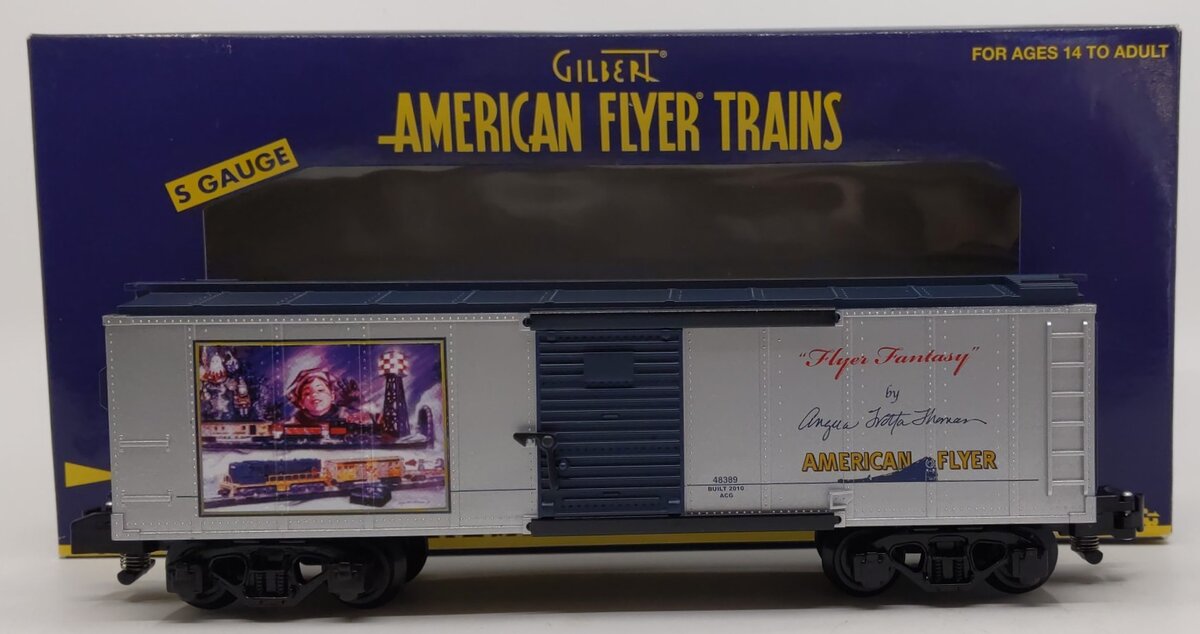 GILBERT®
AMERICAN FLYER® TRAINS
FOR AGES 14 TO ADULT
S GAUGE
"Flyer Fantasy"
by
Angela Trotta Thomas
AMERICAN FLYER
48389
BUILT 2010
ACG